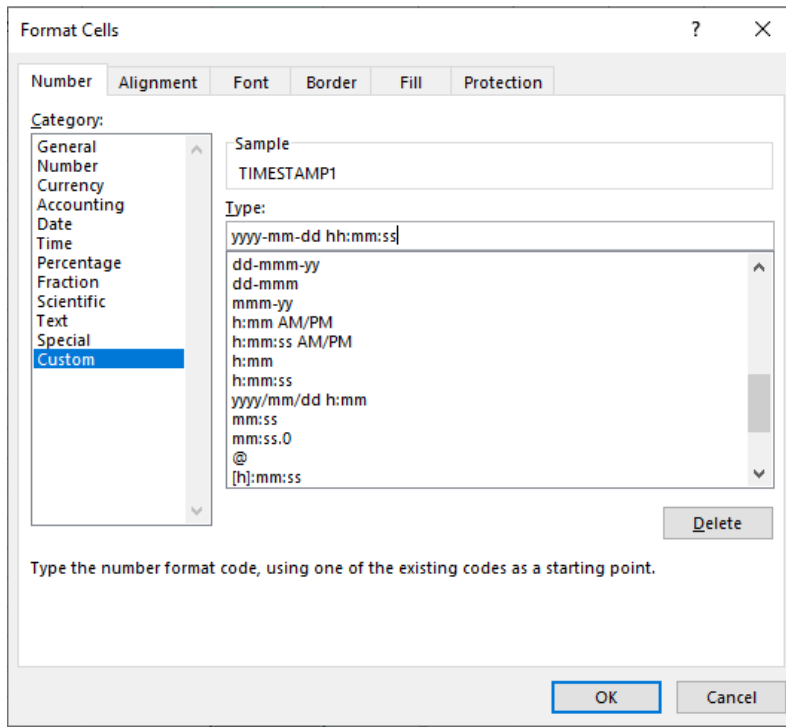 Format Cells ? X
Number Alignment Font Border Fill Protection
Category:
General
Number
Currency
Accounting
Date
Time
Percentage
Fraction
Scientific
Text
Special
Custom
Sample
TIMESTAMP1
Type:
yyyy-mm-dd hh:mm:ss
dd-mmm-yy
dd-mmm
mmm-yy
h:mm AM/PM
h:mm:ss AM/PM
h:mm
h:mm:ss
yyyy/mm/dd h:mm
mm:ss
mm:ss.0
@
[h]:mm:ss
Delete
Type the number format code, using one of the existing codes as a starting point.
OK Cancel